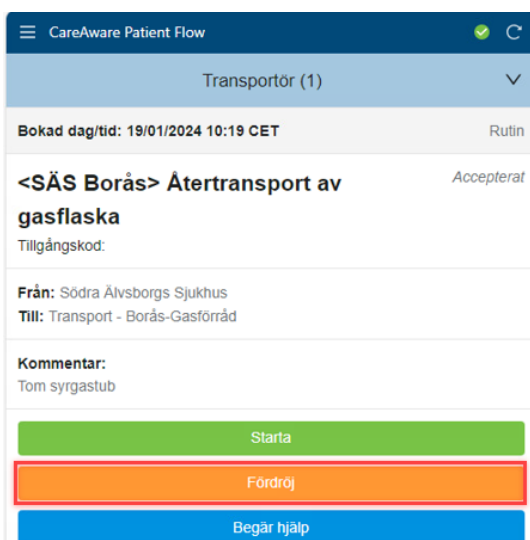 CareAware Patient Flow
Transportör (1)
Bokad dag/tid: 19/01/2024 10:19 CET Rutin
<SÄS Borås> Återtransport av Accepterat
gasflaska
Tillgångskod:
Från: Södra Älvsborgs Sjukhus
Till: Transport - Borås-Gasförråd
Kommentar:
Tom syrgastub
Starta
Fördröj
Begär hjälp